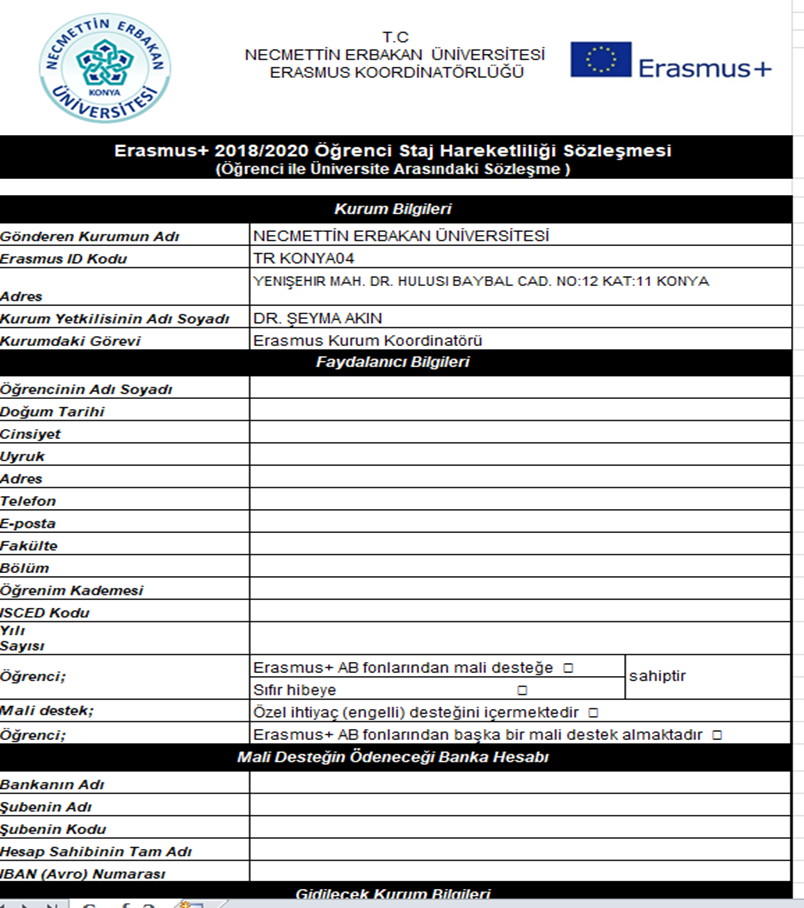 NECMETTİN ERBAKAN
KONYA
ÜNİVERSİTESİ
T.C
NECMETTİN ERBAKAN ÜNİVERSİTESİ
ERASMUS KOORDİNATÖRLÜĞÜ
Erasmus+
Erasmus+ 2018/2020 Öğrenci Staj Hareketliliği Sözleşmesi
(Öğrenci ile Üniversite Arasındaki Sözleşme )
Kurum Bilgileri
Gönderen Kurumun Adı NECMETTİN ERBAKAN ÜNİVERSİTESİ
Erasmus ID Kodu TR KONYA04
Adres YENIŞEHIR MAH. DR. HULUSI BAYBAL CAD. NO:12 KAT:11 KONYA
Kurum Yetkilisinin Adı Soyadı DR. ŞEYMA AKIN
Kurumdaki Görevi Erasmus Kurum Koordinatörü
Faydalanıcı Bilgileri
Öğrencinin Adı Soyadı
Doğum Tarihi
Cinsiyet
Uyruk
Adres
Telefon
E-posta
Fakülte
Bölüm
Öğrenim Kademesi
ISCED Kodu
Yılı
Sayısı
Öğrenci; Erasmus+ AB fonlarından mali desteğe □ sahiptir
Sıfır hibeye □
Mali destek; Özel ihtiyaç (engelli) desteğini içermektedir □
Öğrenci; Erasmus+ AB fonlarından başka bir mali destek almaktadır □
Mali Desteğin Ödeneceği Banka Hesabı
Bankanın Adı
Şubenin Adı
Şubenin Kodu
Hesap Sahibinin Tam Adı
IBAN (Avro) Numarası
Gidilecek Kurum Bilgileri